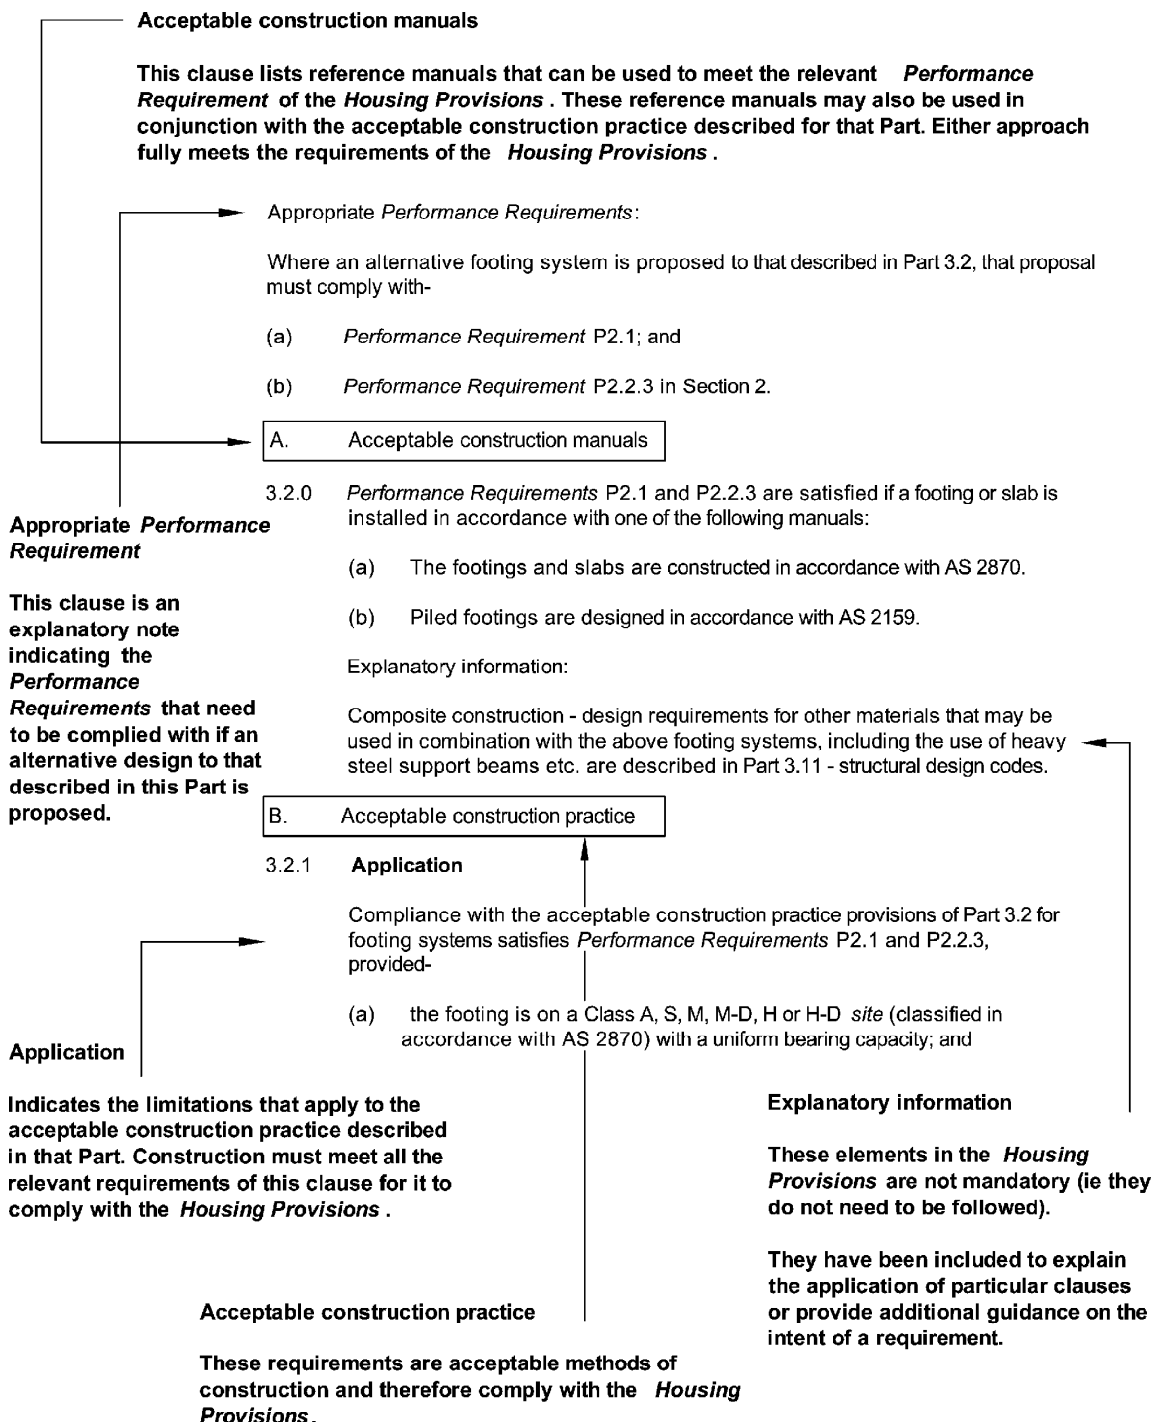 Acceptable construction manuals
This clause lists reference manuals that can be used to meet the relevant Performance
Requirement of the Housing Provisions . These reference manuals may also be used in
conjunction with the acceptable construction practice described for that Part. Either approach
fully meets the requirements of the Housing Provisions .
Appropriate Performance Requirements:
Where an alternative footing system is proposed to that described in Part 3.2, that proposal
must comply with-
(a) Performance Requirement P2.1; and
(b) Performance Requirement P2.2.3 in Section 2.
A. Acceptable construction manuals
3.2.0 Performance Requirements P2.1 and P2.2.3 are satisfied if a footing or slab is
installed in accordance with one of the following manuals:
(a) The footings and slabs are constructed in accordance with AS 2870.
(b) Piled footings are designed in accordance with AS 2159.
Explanatory information:
Composite construction - design requirements for other materials that may be
used in combination with the above footing systems, including the use of heavy
steel support beams etc. are described in Part 3.11 - structural design codes.
Appropriate Performance
Requirement
This clause is an
explanatory note
indicating the
Performance
Requirements that need
to be complied with if an
alternative design to that
described in this Part is
proposed.
B. Acceptable construction practice
3.2.1 Application
Compliance with the acceptable construction practice provisions of Part 3.2 for
footing systems satisfies Performance Requirements P2.1 and P2.2.3,
provided-
(a) the footing is on a Class A, S, M, M-D, H or H-D site (classified in
accordance with AS 2870) with a uniform bearing capacity; and
Application
Indicates the limitations that apply to the
acceptable construction practice described
in that Part. Construction must meet all the
relevant requirements of this clause for it to
comply with the Housing Provisions .
Explanatory information
These elements in the Housing
Provisions are not mandatory (ie they
do not need to be followed).
They have been included to explain
the application of particular clauses
or provide additional guidance on the
intent of a requirement.
Acceptable construction practice
These requirements are acceptable methods of
construction and therefore comply with the Housing
Provisions.